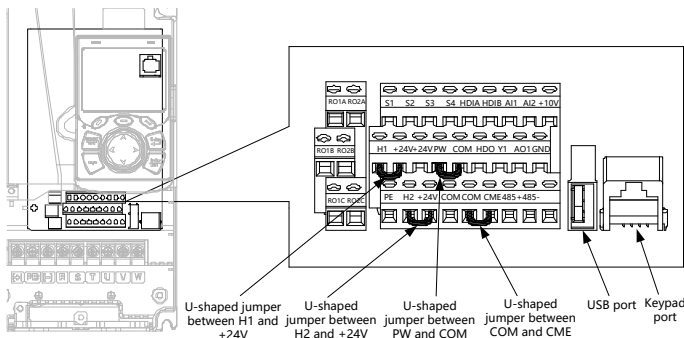 RO1A RO2A
S1 S2 S3 S4 HDIA HDIB AI1 AI2 +10V
RO1B RO2B
H1 +24V+24V PW COM HDO Y1 AO1 GND
RO1C RO2C
PE H2 +24V COM COM CME 485+485-
(+) PB (-) R S T U V W
U-shaped jumper
between H1 and
+24V
U-shaped
jumper between
H2 and +24V
U-shaped
jumper between
PW and COM
U-shaped
jumper between
COM and CME
USB port
Keypad
port